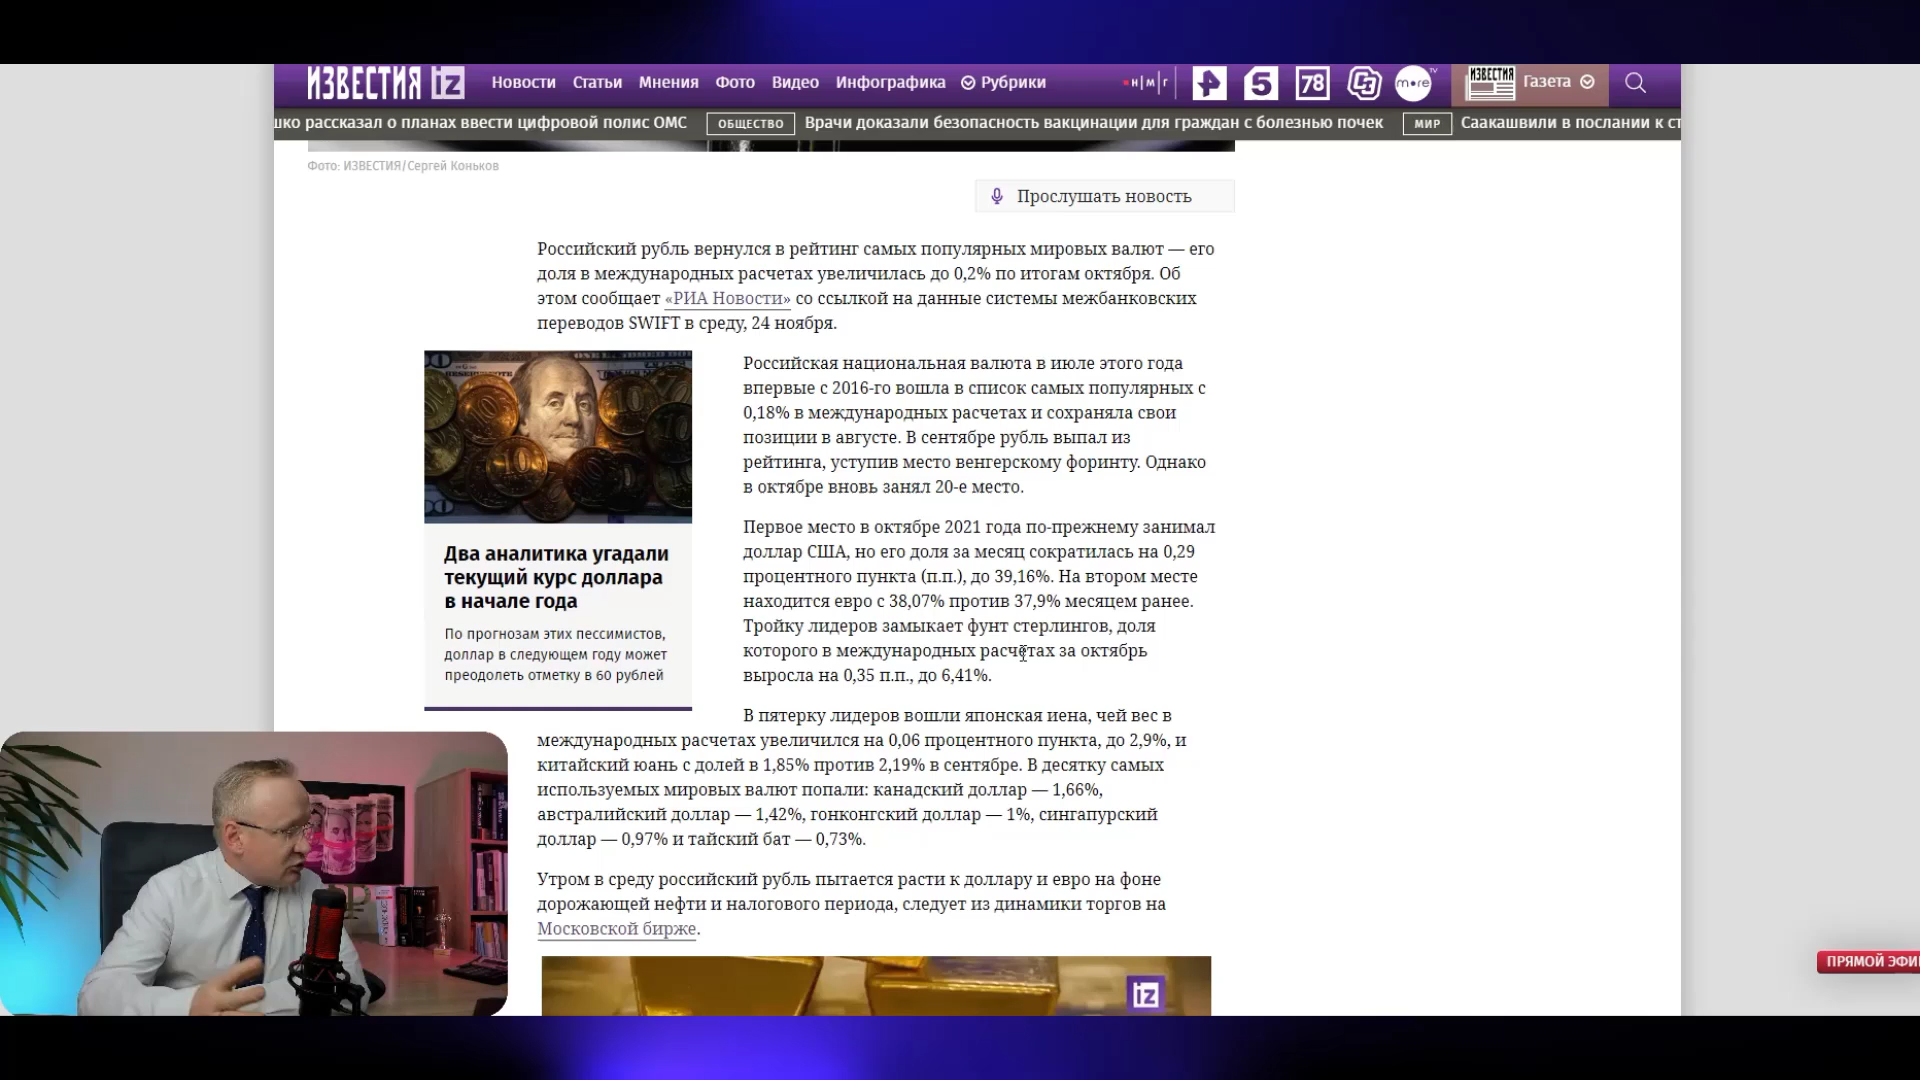 ИЗВЕСТИЯ iz Новости Статьи Мнения Фото Видео Инфографика Рубрики Н|М|Г 5 78 m●re TV ИЗВЕСТИЯ Газета
шко рассказал о планах ввести цифровой полис ОМС ОБЩЕСТВО Врачи доказали безопасность вакцинации для граждан с болезнью почек МИР Саакашвили в послании к ст
Фото: ИЗВЕСТИЯ/Сергей Коньков
Прослушать новость
Российский рубль вернулся в рейтинг самых популярных мировых валют — его
доля в международных расчетах увеличилась до 0,2% по итогам октября. Об
этом сообщает «РИА Новости» со ссылкой на данные системы межбанковских
переводов SWIFT в среду, 24 ноября.
Российская национальная валюта в июле этого года
впервые с 2016-го вошла в список самых популярных с
0,18% в международных расчетах и сохраняла свои
позиции в августе. В сентябре рубль выпал из
рейтинга, уступив место венгерскому форинту. Однако
в октябре вновь занял 20-е место.
Два аналитика угадали
текущий курс доллара
в начале года
По прогнозам этих пессимистов,
доллар в следующем году может
преодолеть отметку в 60 рублей
Первое место в октябре 2021 года по-прежнему занимал
доллар США, но его доля за месяц сократилась на 0,29
процентного пункта (п.п.), до 39,16%. На втором месте
находится евро с 38,07% против 37,9% месяцем ранее.
Тройку лидеров замыкает фунт стерлингов, доля
которого в международных расчетах за октябрь
выросла на 0,35 п.п., до 6,41%.
В пятерку лидеров вошли японская иена, чей вес в
международных расчетах увеличился на 0,06 процентного пункта, до 2,9%, и
китайский юань с долей в 1,85% против 2,19% в сентябре. В десятку самых
используемых мировых валют попали: канадский доллар — 1,66%,
австралийский доллар — 1,42%, гонконгский доллар — 1%, сингапурский
доллар — 0,97% и тайский бат — 0,73%.
Утром в среду российский рубль пытается расти к доллару и евро на фоне
дорожающей нефти и налогового периода, следует из динамики торгов на
Московской бирже.
iz
ПРЯМОЙ ЭФИ